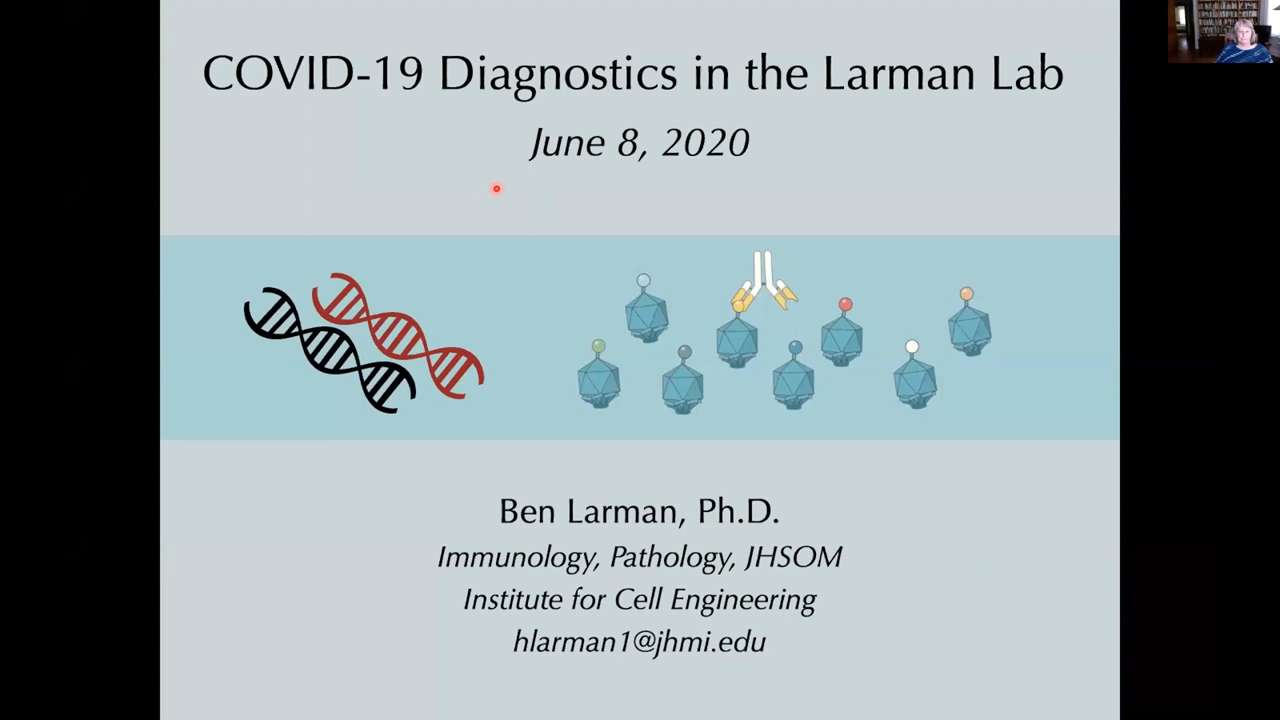 COVID-19 Diagnostics in the Larman Lab
June 8, 2020
Ben Larman, Ph.D.
Immunology, Pathology, JHSOM
Institute for Cell Engineering
hlarman1@jhmi.edu